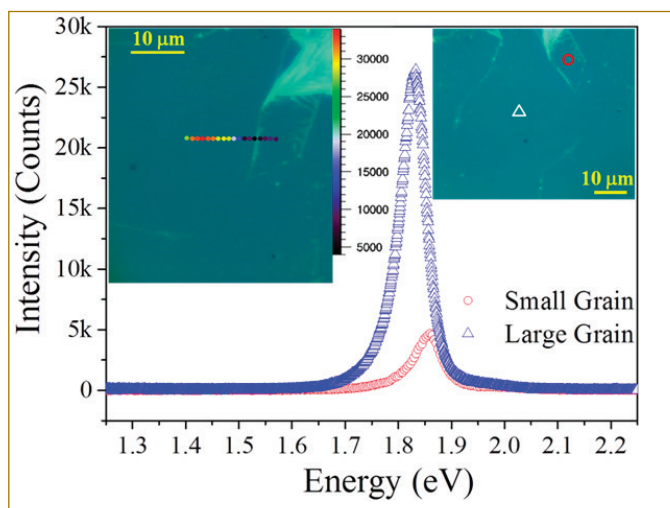 Intensity (Counts)
30k
25k
20k
15k
10k
5k
0
10 μm
30000
25000
20000
15000
10000
5000
10 μm
Small Grain
Large Grain
1.3 1.4 1.5 1.6 1.7 1.8 1.9 2.0 2.1 2.2
Energy (eV)